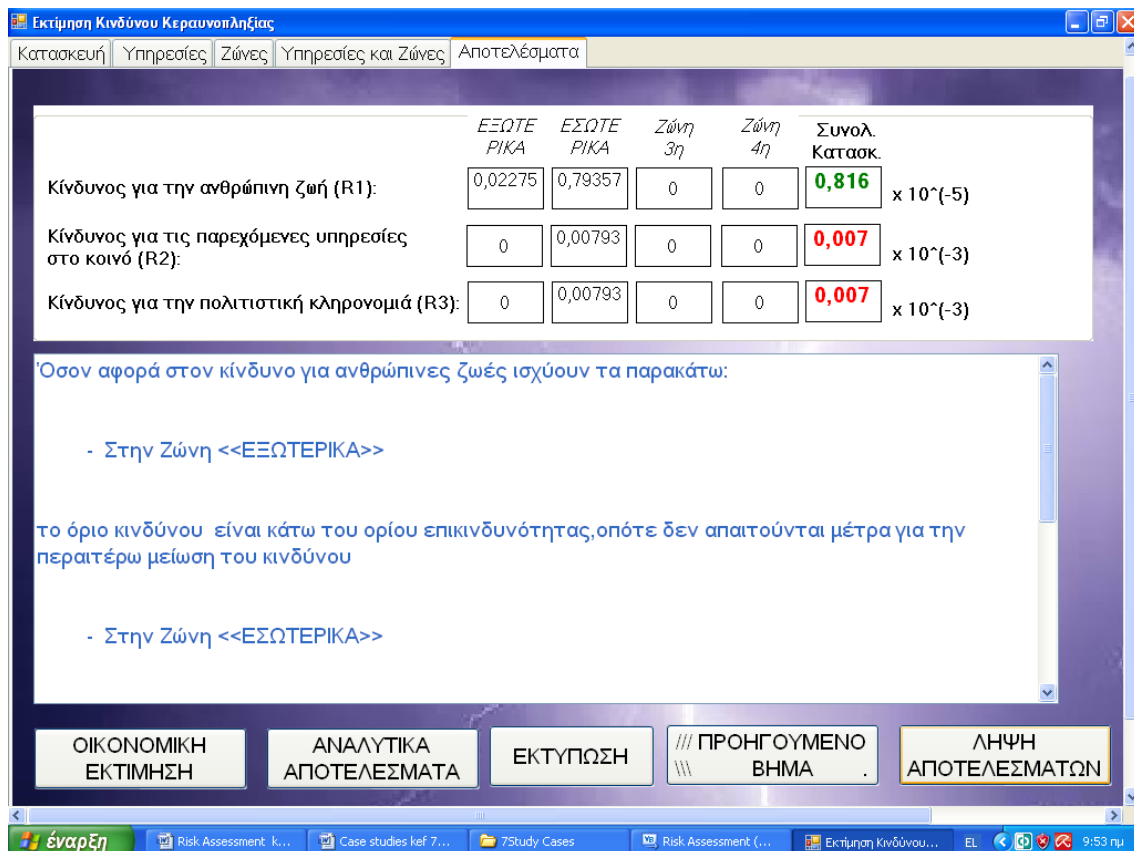 Εκτίμηση Κινδύνου Κεραυνοπληξίας
Κατασκευή Υπηρεσίες Ζώνες Υπηρεσίες και Ζώνες Αποτελέσματα
ΕΞΩΤΕ ΕΣΩΤΕ Ζώνη Ζώνη Συνολ.
ΡΙΚΑ ΡΙΚΑ 3η 4η Κατασκ.
Κίνδυνος για την ανθρώπινη ζωή (R1): 0,02275 0,79357 0 0 0,816 x 10^(-5)
Κίνδυνος για τις παρεχόμενες υπηρεσίες
στο κοινό (R2): 0 0,00793 0 0 0,007 x 10^(-3)
Κίνδυνος για την πολιτιστική κληρονομιά (R3): 0 0,00793 0 0 0,007 x 10^(-3)
Όσον αφορά στον κίνδυνο για ανθρώπινες ζωές ισχύουν τα παρακάτω:
- Στην Ζώνη <<ΕΞΩΤΕΡΙΚΑ>>
το όριο κινδύνου είναι κάτω του ορίου επικινδυνότητας,οπότε δεν απαιτούνται μέτρα για την
περαιτέρω μείωση του κινδύνου
- Στην Ζώνη <<ΕΣΩΤΕΡΙΚΑ>>
ΟΙΚΟΝΟΜΙΚΗ
ΕΚΤΙΜΗΣΗ
ΑΝΑΛΥΤΙΚΑ
ΑΠΟΤΕΛΕΣΜΑΤΑ
ΕΚΤΥΠΩΣΗ
/// ΠΡΟΗΓΟΥΜΕΝΟ
\\\ ΒΗΜΑ .
ΛΗΨΗ
ΑΠΟΤΕΛΕΣΜΑΤΩΝ
έναρξη Risk Assessment κ... Case studies kef 7... 7Study Cases Risk Assessment (... Εκτίμηση Κινδύνου... EL 9:53 πμ